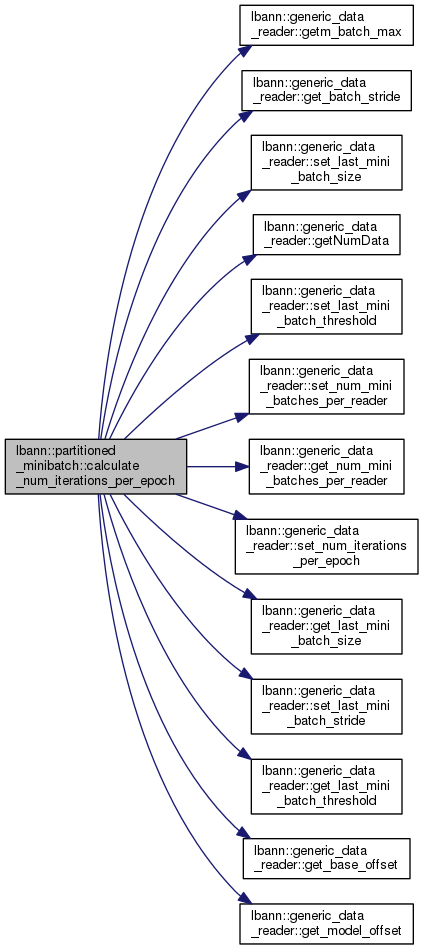 lbann::generic_data
_reader::getm_batch_max
lbann::generic_data
_reader::get_batch_stride
lbann::generic_data
_reader::set_last_mini
_batch_size
lbann::generic_data
_reader::getNumData
lbann::generic_data
_reader::set_last_mini
_batch_threshold
lbann::generic_data
_reader::set_num_mini
_batches_per_reader
lbann::partitioned
_minibatch::calculate
_num_iterations_per_epoch
lbann::generic_data
_reader::get_num_mini
_batches_per_reader
lbann::generic_data
_reader::set_num_iterations
_per_epoch
lbann::generic_data
_reader::get_last_mini
_batch_size
lbann::generic_data
_reader::set_last_mini
_batch_stride
lbann::generic_data
_reader::get_last_mini
_batch_threshold
lbann::generic_data
_reader::get_base_offset
lbann::generic_data
_reader::get_model_offset